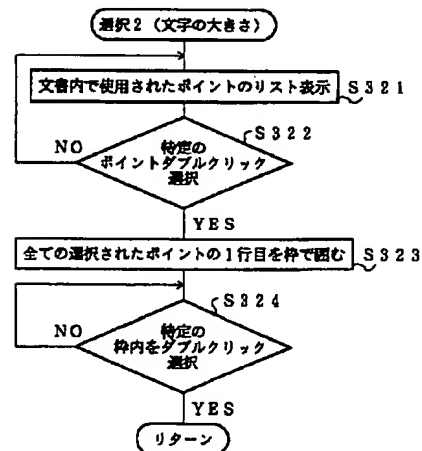 選択2(文字の大きさ)
文書内で使用されたポイントのリスト表示
S321
S322
NO
特定の
ポイントダブルクリック
選択
YES
全ての選択されたポイントの1行目を枠で囲む
S323
S324
NO
特定の
枠内をダブルクリック
選択
YES
リターン